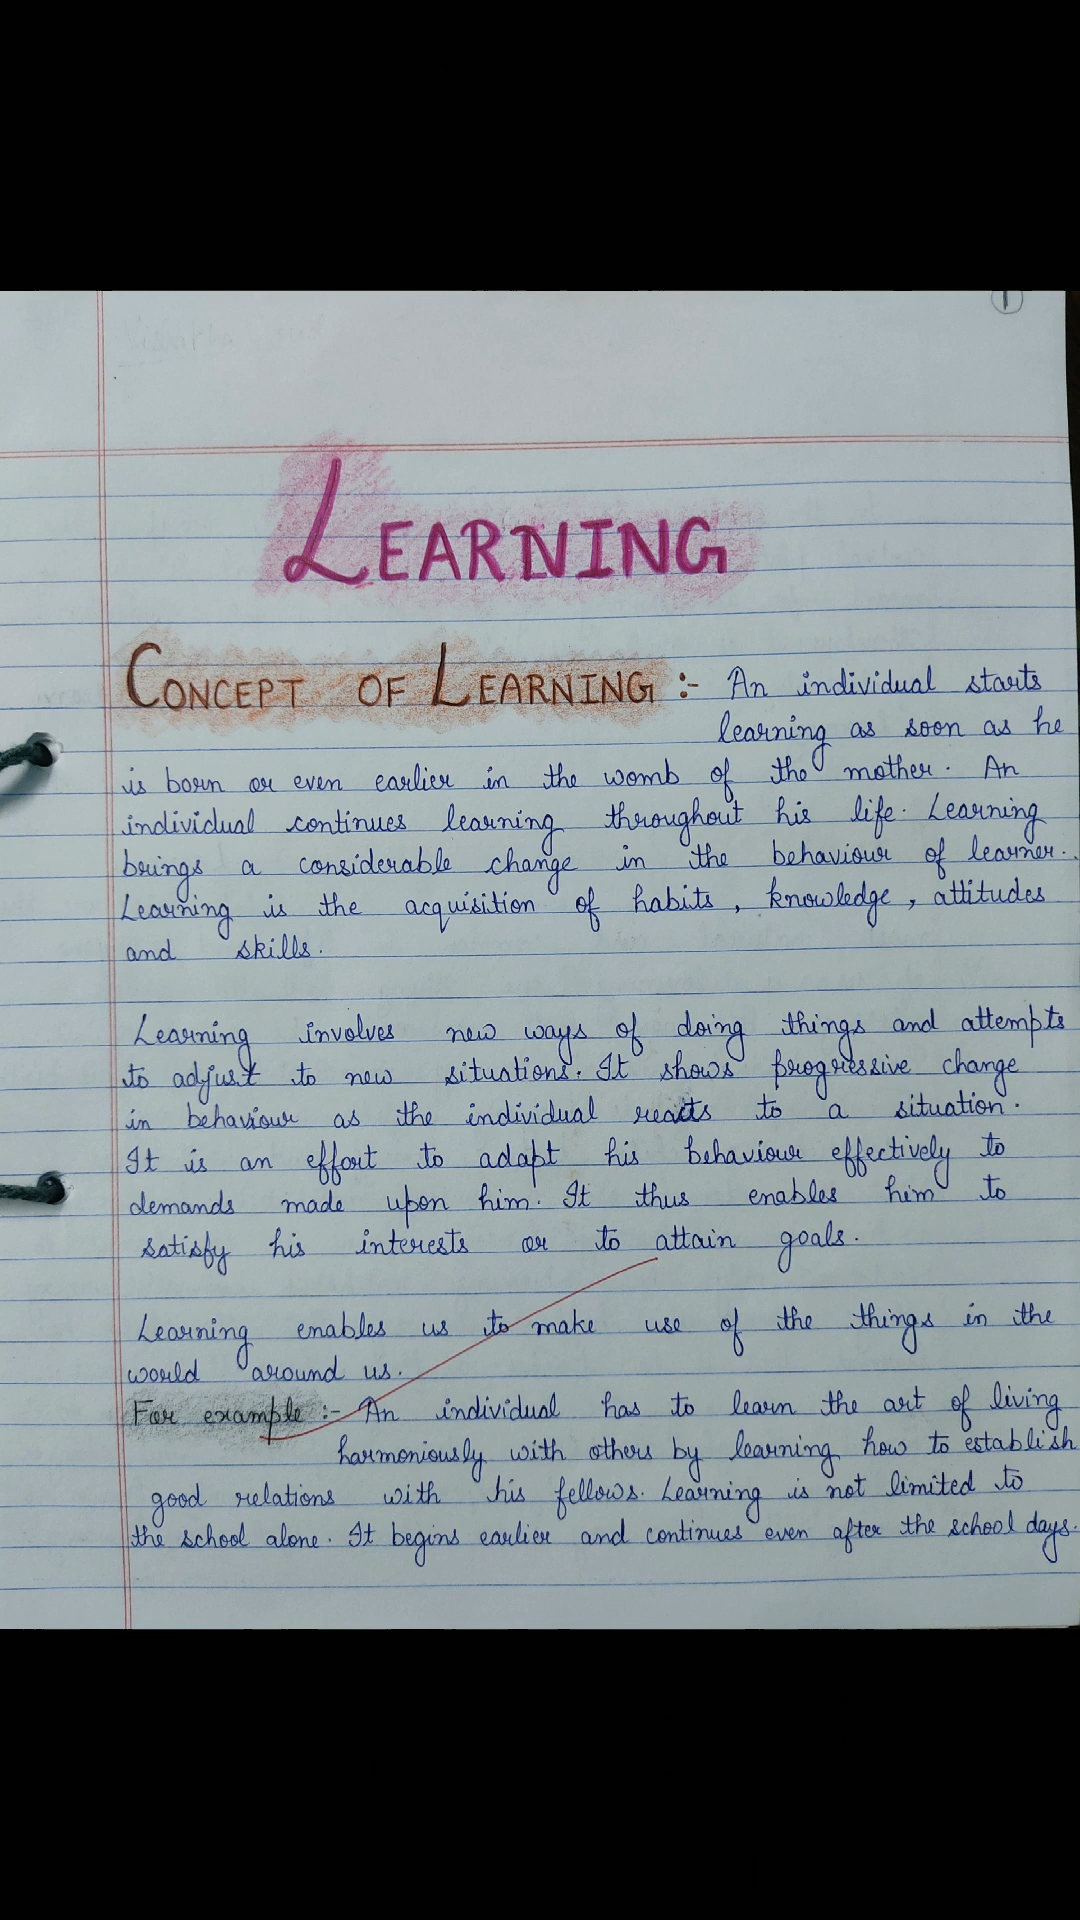 1
LEARNING
CONCEPT OF LEARNING :- An individual starts
learning as soon as he
is born or even earlier in the womb of the mother. An
individual continues learning throughout his life. Learning
brings a considerable change in the behaviour of learner.
Learning is the acquisition of habits, knowledge, attitudes
and skills.
Learning involves new ways of doing things and attempts
to adjust to new situations. It shows progressive change
in behaviour as the individual reacts to a situation.
It is an effort to adapt his behaviour effectively to
demands made upon him. It thus enables him to
satisfy his interests or to attain goals.
Learning enables us to make use of the things in the
world around us.
For example :- An individual has to learn the art of living
harmoniously with others by learning how to establish
good relations with his fellows. Learning is not limited to
the school alone. It begins earlier and continues even after the school days.